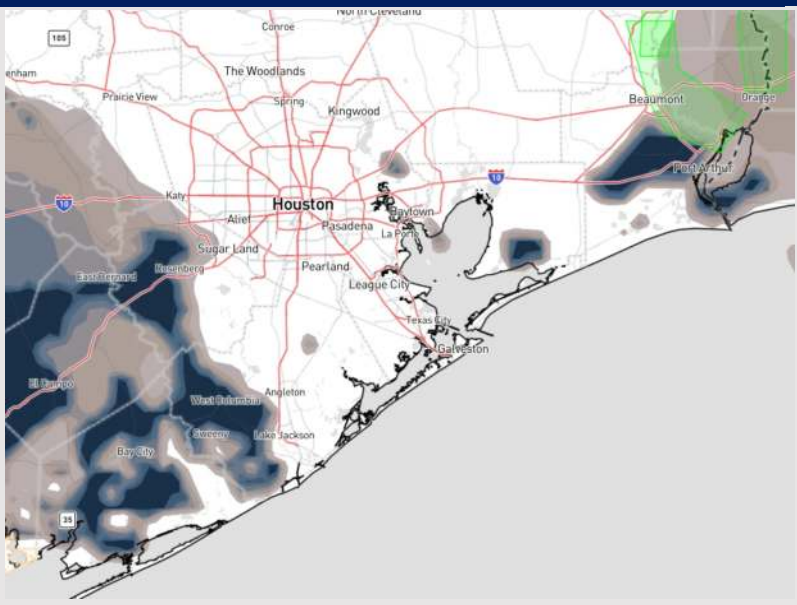 North Cleveland
Conroe
105
enham
The Woodlands
Prairie View
Spring
Kingwood
Beaumont
Orange
Port Arthur
10
Katy
10
Houston
Baytown
Alief
Pasadena
La Porte
Sugar Land
Rosenberg
Pearland
East Bernard
League City
Texas City
Galveston
El Campo
Angleton
West Columbia
Sweeny
Lake Jackson
Bay City
35